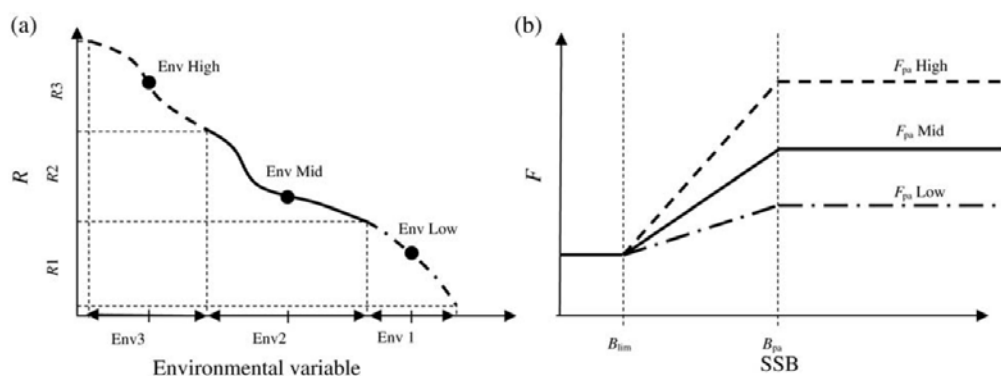 (a)
R
R3
R2
R1
Env High
Env Mid
Env Low
Env3
Env2
Env 1
Environmental variable
(b)
F
Fpa High
Fpa Mid
Fpa Low
Blim
Bpa
SSB